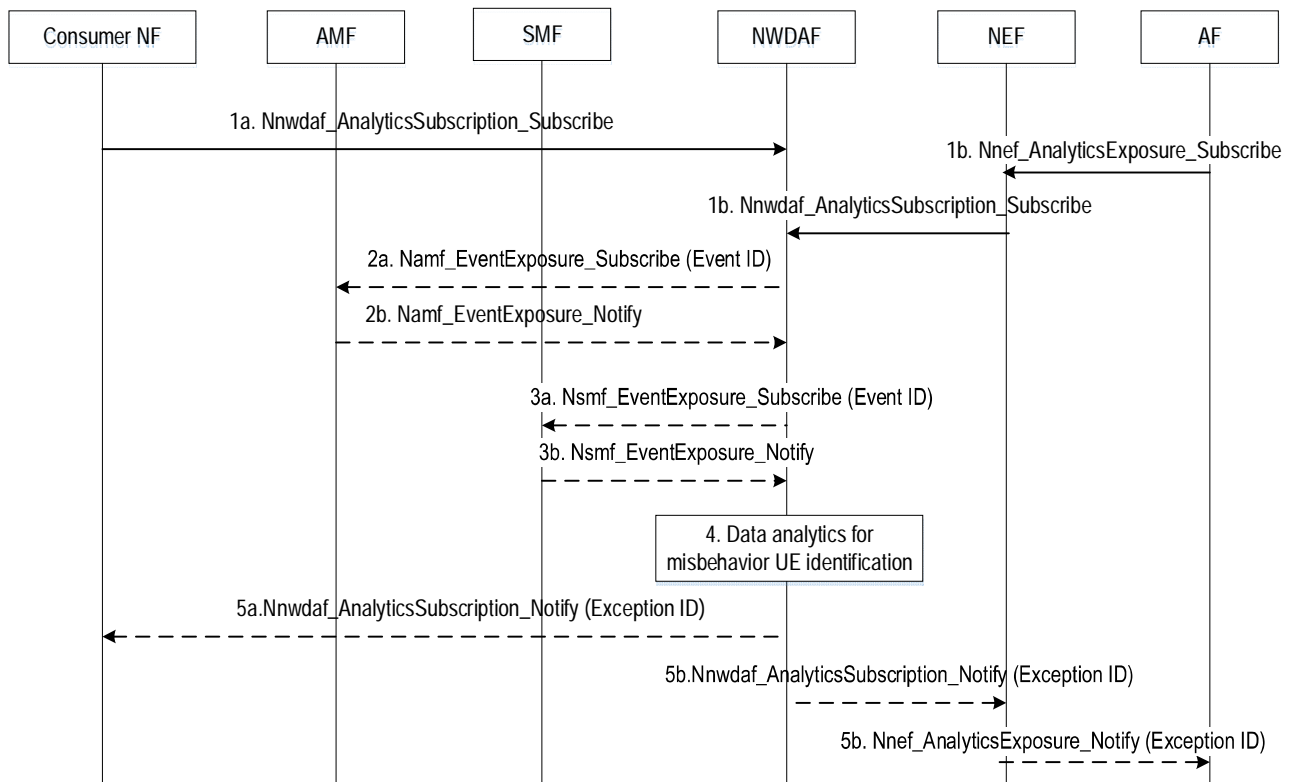 Consumer NF
AMF
SMF
NWDAF
NEF
AF
1a. Nnwdaf_AnalyticsSubscription_Subscribe
1b. Nnef_AnalyticsExposure_Subscribe
1b. Nnwdaf_AnalyticsSubscription_Subscribe
2a. Namf_EventExposure_Subscribe (Event ID)
2b. Namf_EventExposure_Notify
3a. Nsmf_EventExposure_Subscribe (Event ID)
3b. Nsmf_EventExposure_Notify
4. Data analytics for
misbehavior UE identification
5a.Nnwdaf_AnalyticsSubscription_Notify (Exception ID)
5b.Nnwdaf_AnalyticsSubscription_Notify (Exception ID)
5b. Nnef_AnalyticsExposure_Notify (Exception ID)